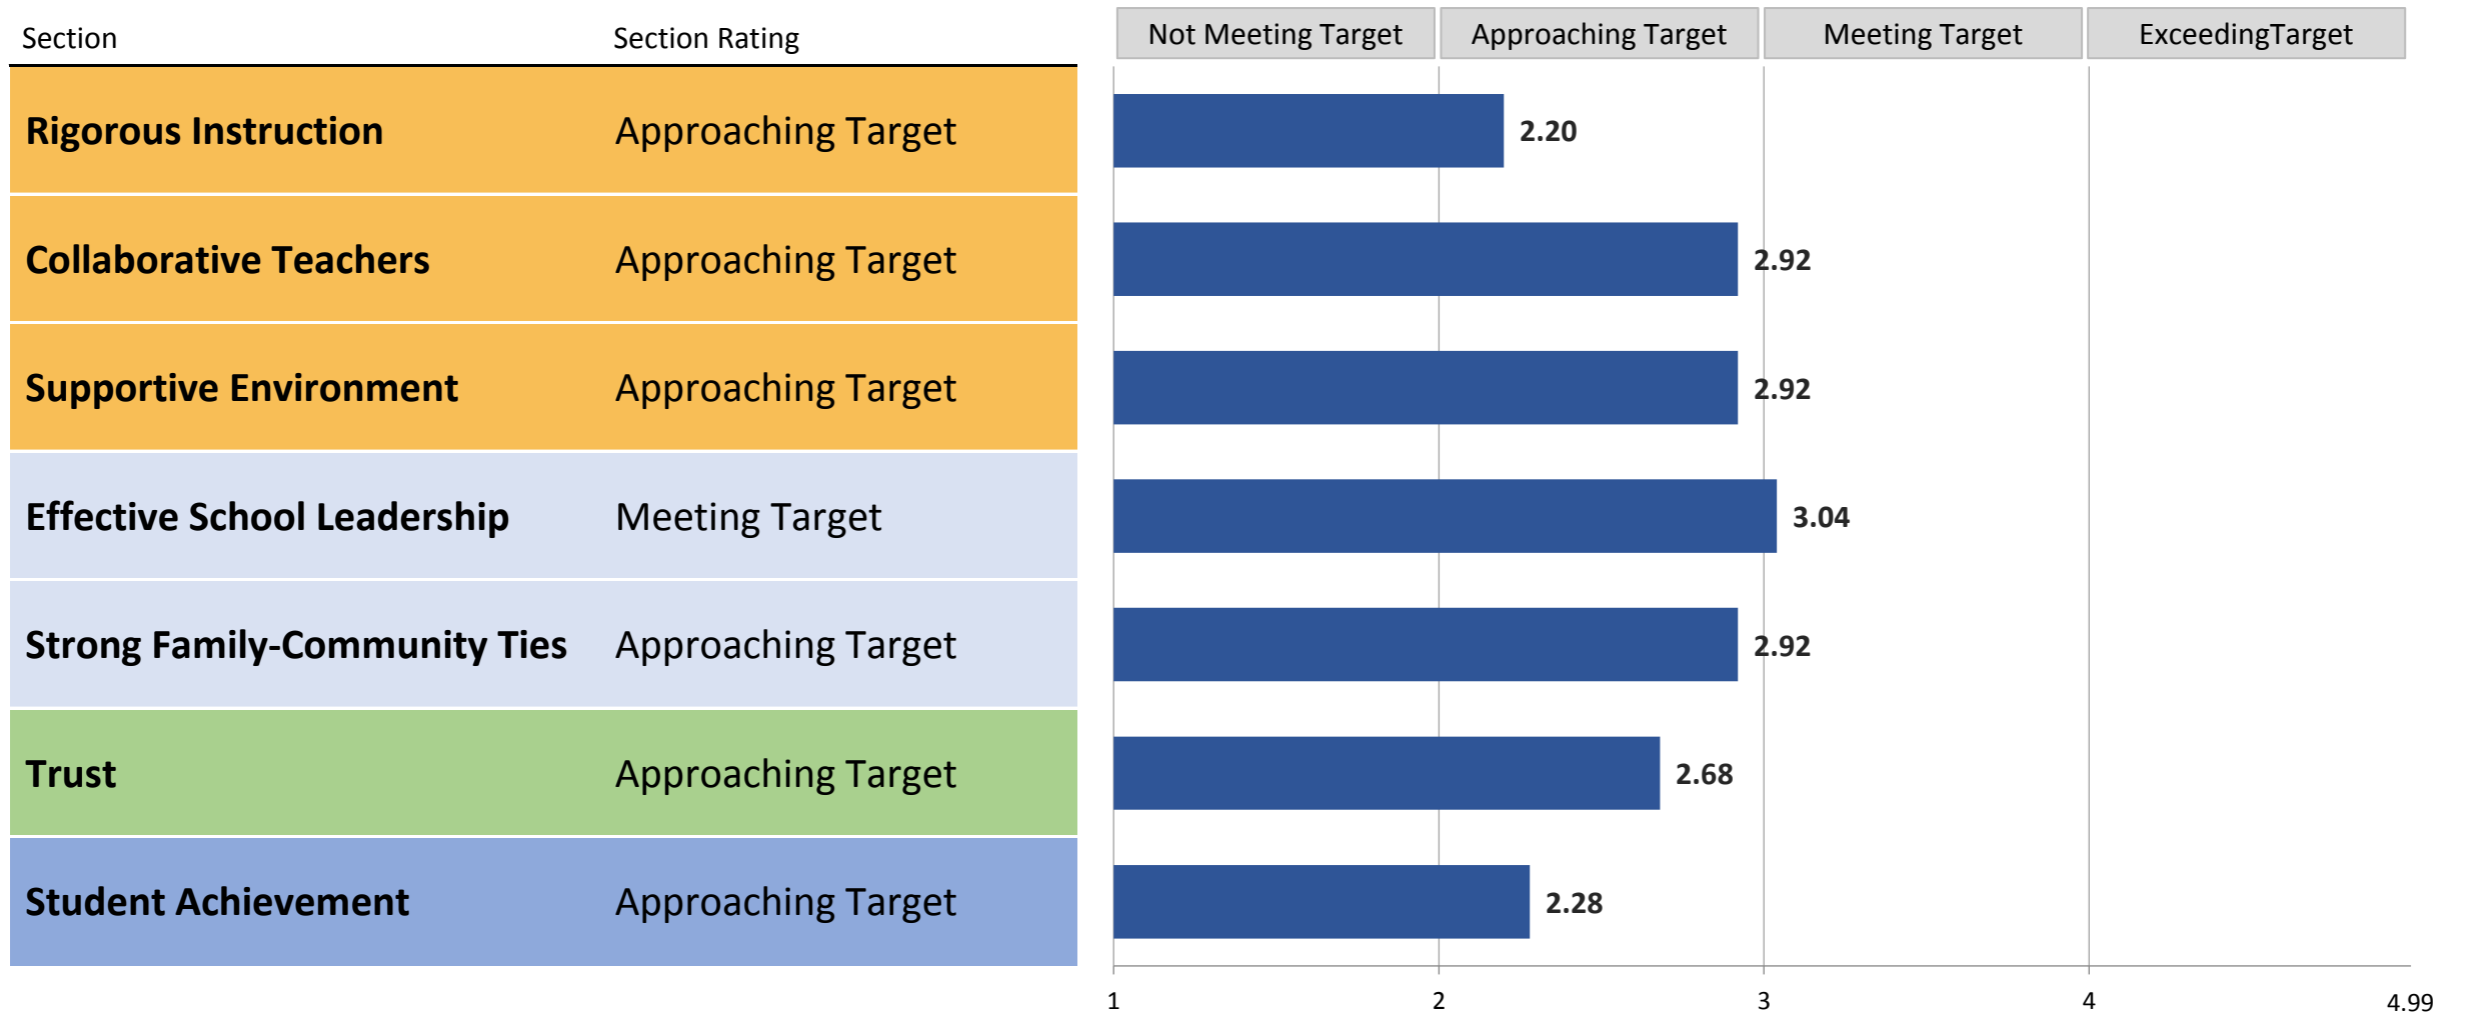 Section Section Rating Not Meeting Target Approaching Target Meeting Target ExceedingTarget
Rigorous Instruction Approaching Target 2.20
Collaborative Teachers Approaching Target 2.92
Supportive Environment Approaching Target 2.92
Effective School Leadership Meeting Target 3.04
Strong Family-Community Ties Approaching Target 2.92
Trust Approaching Target 2.68
Student Achievement Approaching Target 2.28
1 2 3 4 4.99